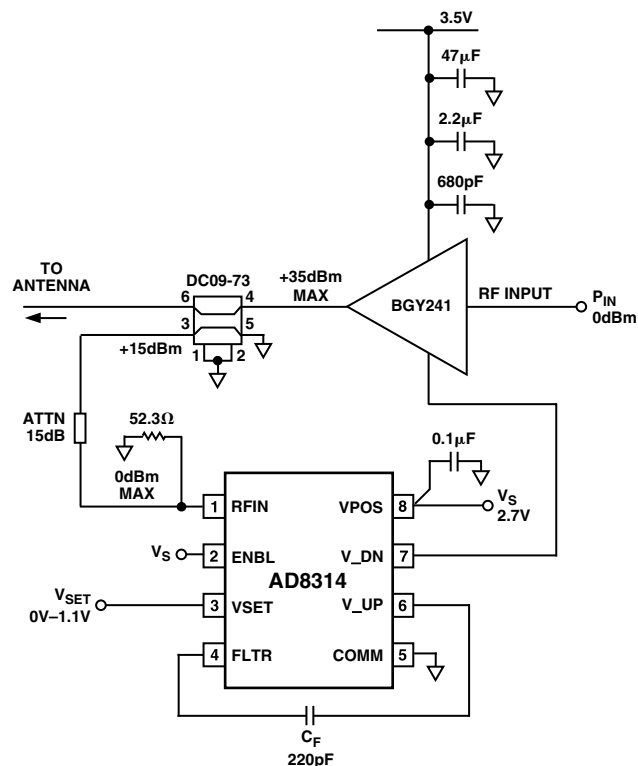 3.5V
47µF
2.2µF
680pF
TO
ANTENNA
DC09-73
+35dBm
MAX
BGY241
RF INPUT
P_IN
0dBm
6
4
3
5
+15dBm
1
2
ATTN
15dB
52.3Ω
0dBm
MAX
0.1µF
V_S
2.7V
1 RFIN
VPOS 8
V_S
2 ENBL
V_DN 7
AD8314
V_SET
0V–1.1V
3 VSET
V_UP 6
4 FLTR
COMM 5
C_F
220pF